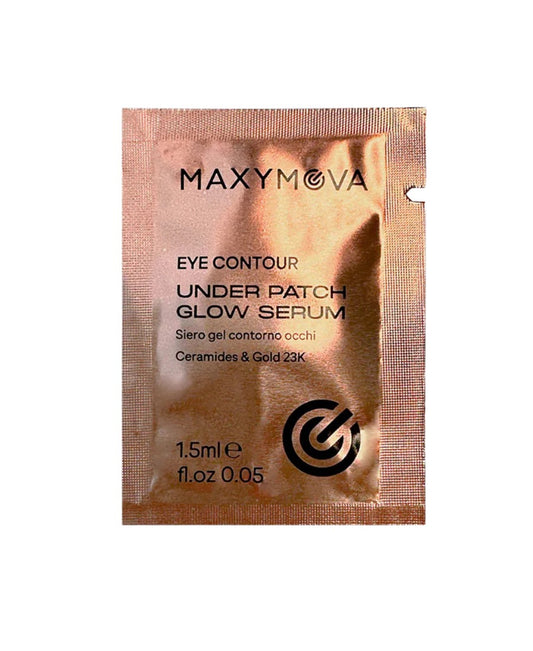 MAXYMOVA
EYE CONTOUR
UNDER PATCH
GLOW SERUM
Siero gel contorno occhi
Ceramides & Gold 23K
1.5ml ℮
fl.oz 0.05